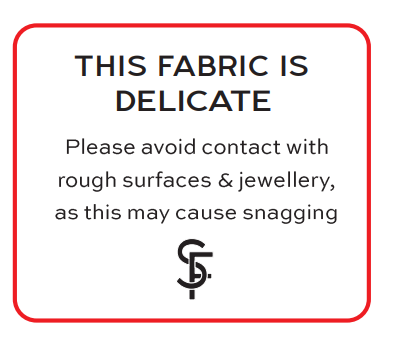 THIS FABRIC IS
DELICATE
Please avoid contact with
rough surfaces & jewellery,
as this may cause snagging